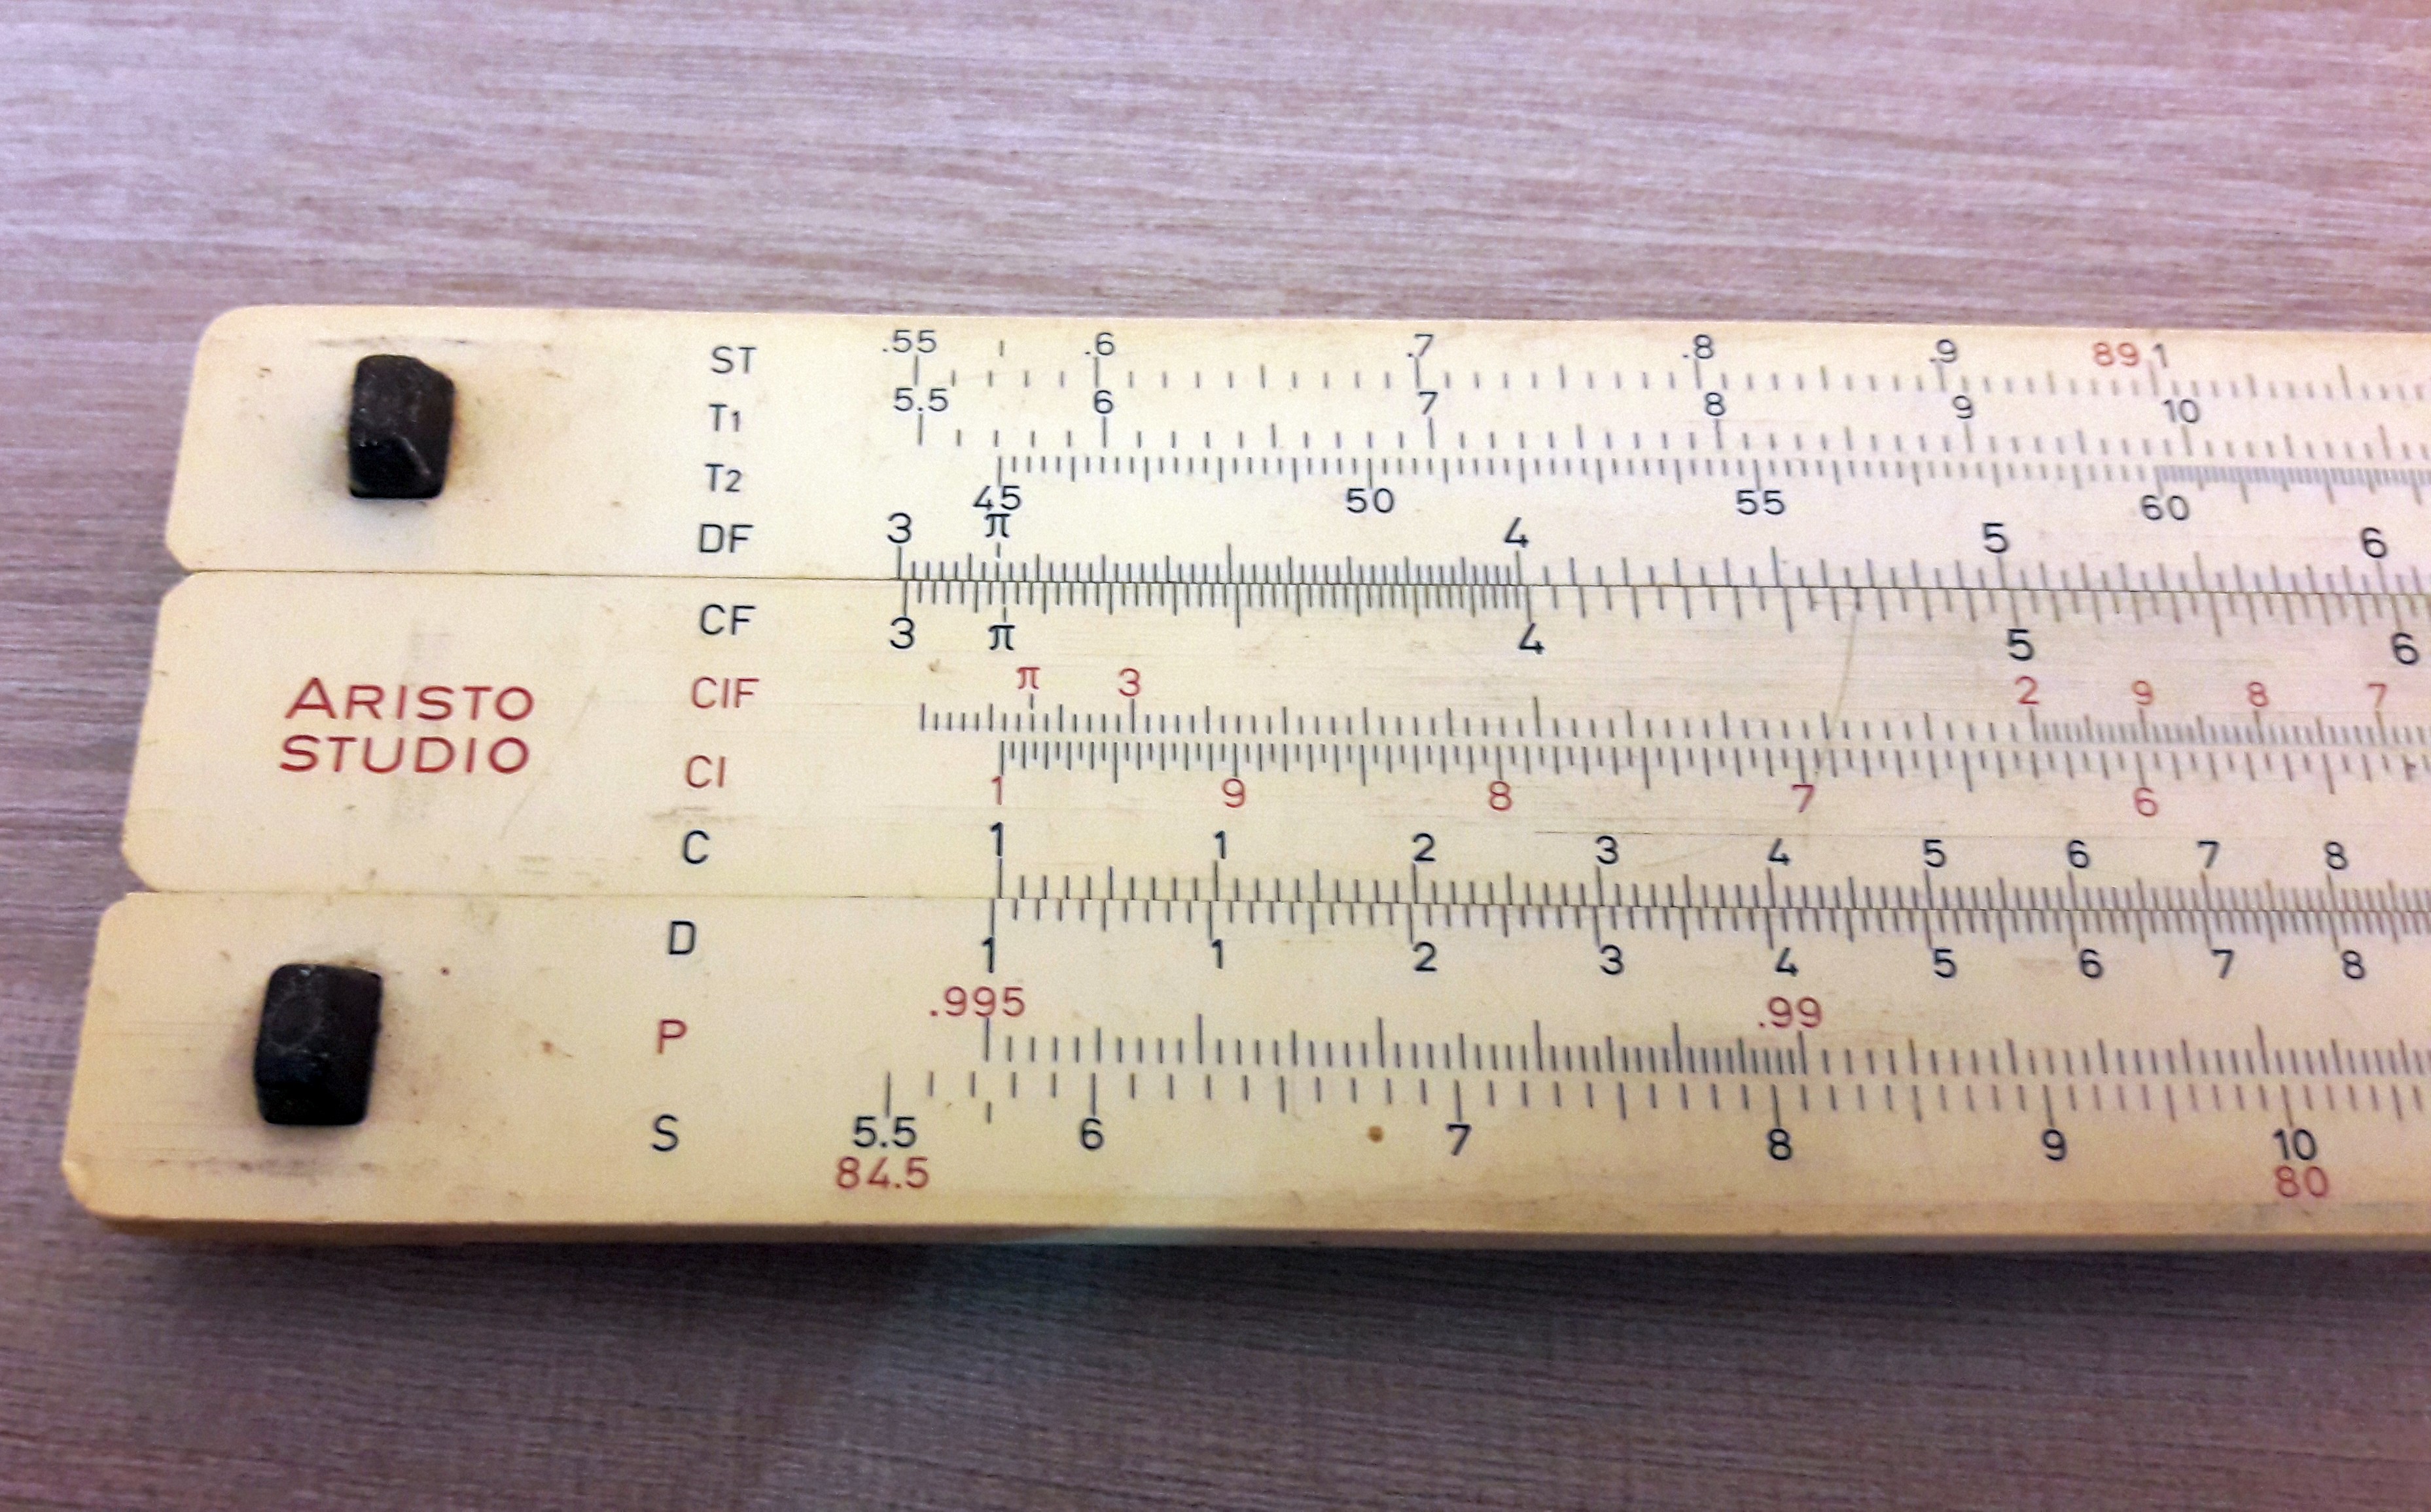 ST .55 .6 .7 .8 .9 89 1
T1 5.5 6 7 8 9 10
T2 45 50 55 60
DF 3 π 4 5 6
CF 3 π 4 5 6
ARISTO
STUDIO
CIF π 3 2 9 8 7
CI 1 9 8 7 6
C 1 1 2 3 4 5 6 7 8
D 1 1 2 3 4 5 6 7 8
P .995 .99
S 5.5 6 7 8 9 10
84.5 80